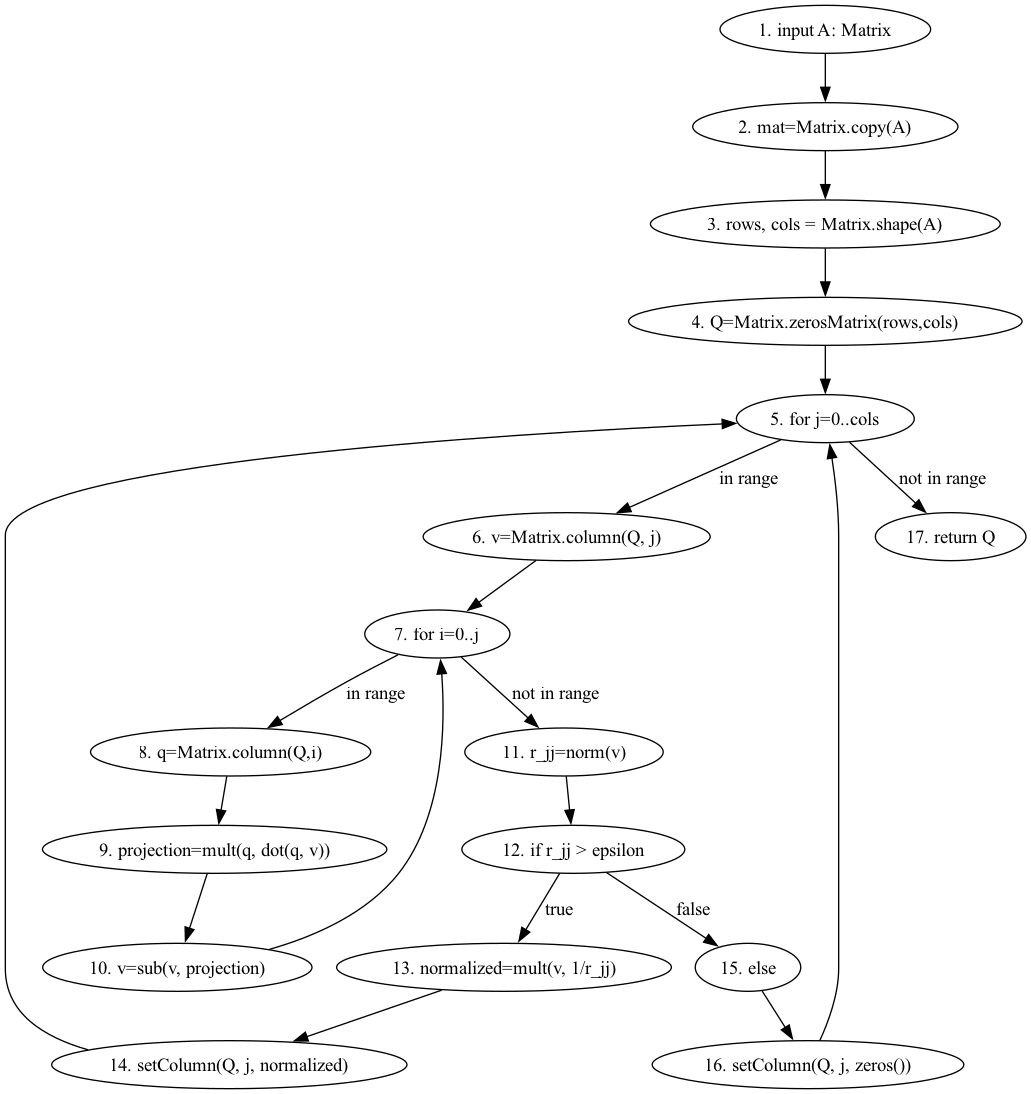 1. input A: Matrix
2. mat=Matrix.copy(A)
3. rows, cols = Matrix.shape(A)
4. Q=Matrix.zerosMatrix(rows,cols)
5. for j=0..cols
in range
not in range
6. v=Matrix.column(Q, j)
17. return Q
7. for i=0..j
in range
not in range
8. q=Matrix.column(Q,i)
11. r_jj=norm(v)
9. projection=mult(q, dot(q, v))
12. if r_jj > epsilon
true
false
10. v=sub(v, projection)
13. normalized=mult(v, 1/r_jj)
15. else
14. setColumn(Q, j, normalized)
16. setColumn(Q, j, zeros())